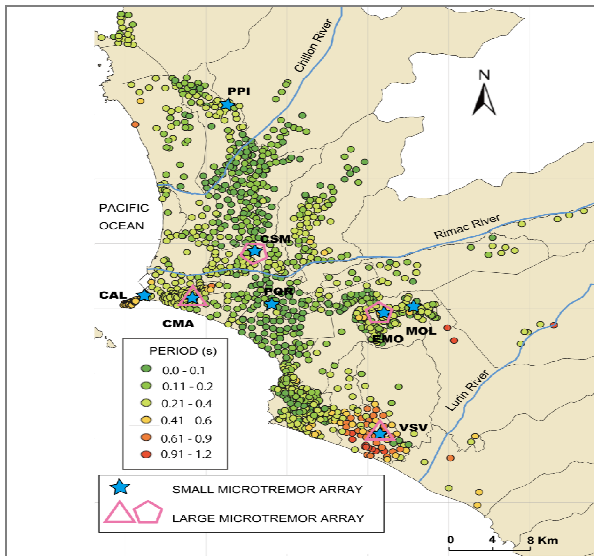 Chillon River
PPI
N
PACIFIC
OCEAN
CSM
Rimac River
CAL
PQR
CMA
EMO
MOL
Lurin River
VSV
PERIOD (s)
0.0 - 0.1
0.11 - 0.2
0.21 - 0.4
0.41 - 0.6
0.61 - 0.9
0.91 - 1.2
SMALL MICROTREMOR ARRAY
LARGE MICROTREMOR ARRAY
0 4 8 Km